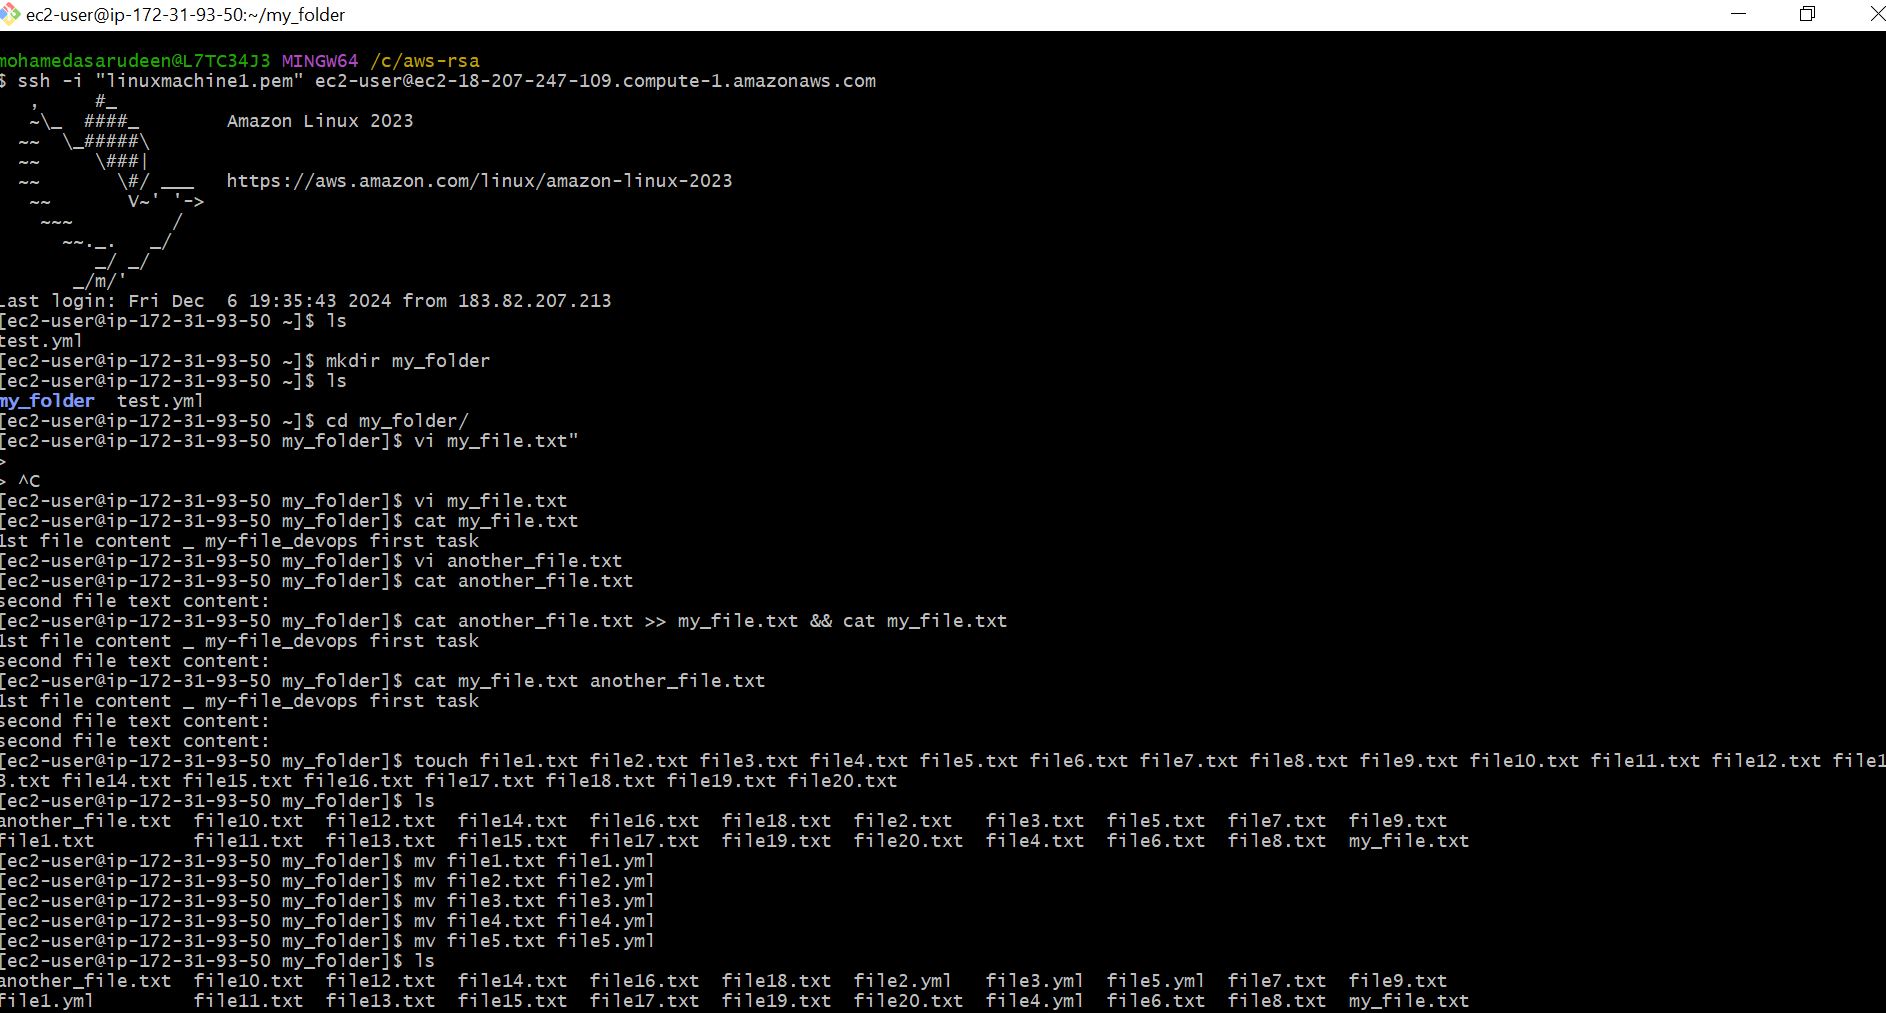 ec2-user@ip-172-31-93-50:~/my_folder
mohamedasarudeen@L7TC34J3 MINGW64 /c/aws-rsa
$ ssh -i "linuxmachine1.pem" ec2-user@ec2-18-207-247-109.compute-1.amazonaws.com
   ,     #_
   ~\_  ####_        Amazon Linux 2023
  ~~  \_#####\
  ~~     \###|
  ~~       \#/ ___   https://aws.amazon.com/linux/amazon-linux-2023
   ~~       V~' '->
    ~~~         /
      ~~._.   _/
         _/ _/
       _/m/'
Last login: Fri Dec  6 19:35:43 2024 from 183.82.207.213
[ec2-user@ip-172-31-93-50 ~]$ ls
test.yml
[ec2-user@ip-172-31-93-50 ~]$ mkdir my_folder
[ec2-user@ip-172-31-93-50 ~]$ ls
my_folder  test.yml
[ec2-user@ip-172-31-93-50 ~]$ cd my_folder/
[ec2-user@ip-172-31-93-50 my_folder]$ vi my_file.txt"
>
> ^C
[ec2-user@ip-172-31-93-50 my_folder]$ vi my_file.txt
[ec2-user@ip-172-31-93-50 my_folder]$ cat my_file.txt
1st file content _ my-file_devops first task
[ec2-user@ip-172-31-93-50 my_folder]$ vi another_file.txt
[ec2-user@ip-172-31-93-50 my_folder]$ cat another_file.txt
second file text content:
[ec2-user@ip-172-31-93-50 my_folder]$ cat another_file.txt >> my_file.txt && cat my_file.txt
1st file content _ my-file_devops first task
second file text content:
[ec2-user@ip-172-31-93-50 my_folder]$ cat my_file.txt another_file.txt
1st file content _ my-file_devops first task
second file text content:
second file text content:
[ec2-user@ip-172-31-93-50 my_folder]$ touch file1.txt file2.txt file3.txt file4.txt file5.txt file6.txt file7.txt file8.txt file9.txt file10.txt file11.txt file12.txt file1
3.txt file14.txt file15.txt file16.txt file17.txt file18.txt file19.txt file20.txt
[ec2-user@ip-172-31-93-50 my_folder]$ ls
another_file.txt  file10.txt  file12.txt  file14.txt  file16.txt  file18.txt  file2.txt   file3.txt  file5.txt  file7.txt  file9.txt
file1.txt         file11.txt  file13.txt  file15.txt  file17.txt  file19.txt  file20.txt  file4.txt  file6.txt  file8.txt  my_file.txt
[ec2-user@ip-172-31-93-50 my_folder]$ mv file1.txt file1.yml
[ec2-user@ip-172-31-93-50 my_folder]$ mv file2.txt file2.yml
[ec2-user@ip-172-31-93-50 my_folder]$ mv file3.txt file3.yml
[ec2-user@ip-172-31-93-50 my_folder]$ mv file4.txt file4.yml
[ec2-user@ip-172-31-93-50 my_folder]$ mv file5.txt file5.yml
[ec2-user@ip-172-31-93-50 my_folder]$ ls
another_file.txt  file10.txt  file12.txt  file14.txt  file16.txt  file18.txt  file2.yml   file3.yml  file5.yml  file7.txt  file9.txt
file1.yml         file11.txt  file13.txt  file15.txt  file17.txt  file19.txt  file20.txt  file4.yml  file6.txt  file8.txt  my_file.txt